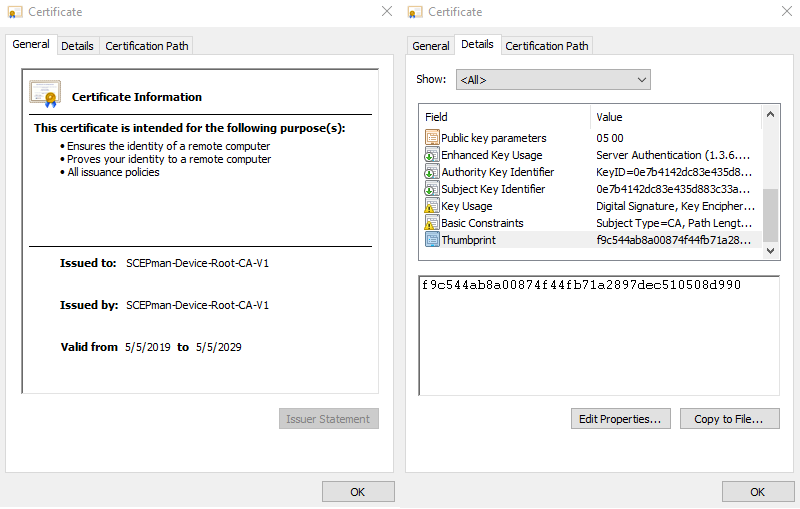 Certificate
General
Details
Certification Path
Certificate Information
This certificate is intended for the following purpose(s):
• Ensures the identity of a remote computer
• Proves your identity to a remote computer
• All issuance policies
Issued to: SCEPman-Device-Root-CA-V1
Issued by: SCEPman-Device-Root-CA-V1
Valid from 5/5/2019 to 5/5/2029
Issuer Statement
OK
Certificate
General
Details
Certification Path
Show: <All>
Field Value
Public key parameters 05 00
Enhanced Key Usage Server Authentication (1.3.6....
Authority Key Identifier KeyID=0e7b4142dc83e435d8...
Subject Key Identifier 0e7b4142dc83e435d883c33a...
Key Usage Digital Signature, Key Encipher...
Basic Constraints Subject Type=CA, Path Lengt...
Thumbprint f9c544ab8a00874f44fb71a28...
f9c544ab8a00874f44fb71a2897dec510508d990
Edit Properties...
Copy to File...
OK